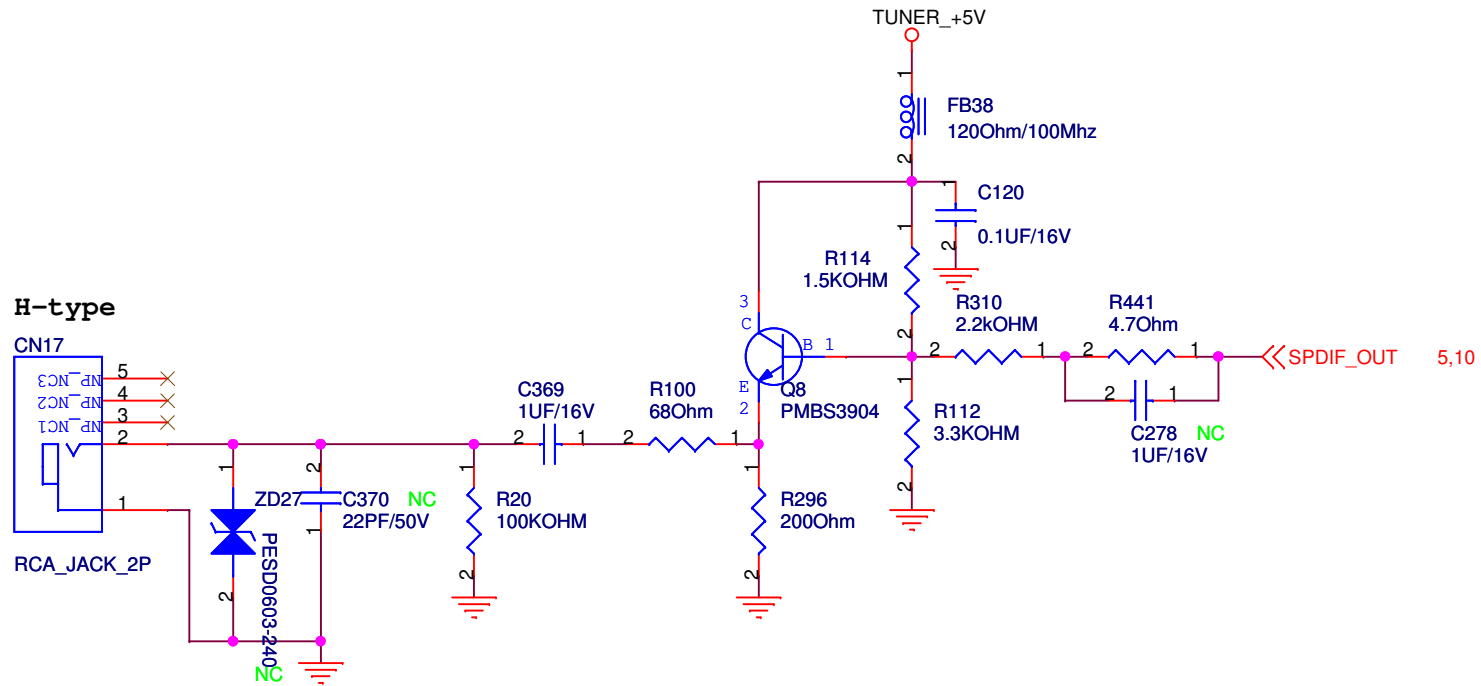 TUNER_+5V
1
FB38
120Ohm/100Mhz
2
1
C120
0.1UF/16V
2
1
R114
1.5KOHM
2
H-type
CN17
NP_NC3
5
NP_NC2
4
NP_NC1
3
2
1
RCA_JACK_2P
3
C
B
1
E
2
Q8
PMBS3904
2
R310
2.2kOHM
1
2
R441
4.7Ohm
1
SPDIF_OUT
5,10
2
1
C278
NC
1UF/16V
1
R112
3.3KOHM
2
C369
1UF/16V
2
1
R100
68Ohm
2
1
1
ZD27
2
PESD0603-240
NC
2
C370
NC
22PF/50V
1
1
R20
100KOHM
2
1
R296
200Ohm
2